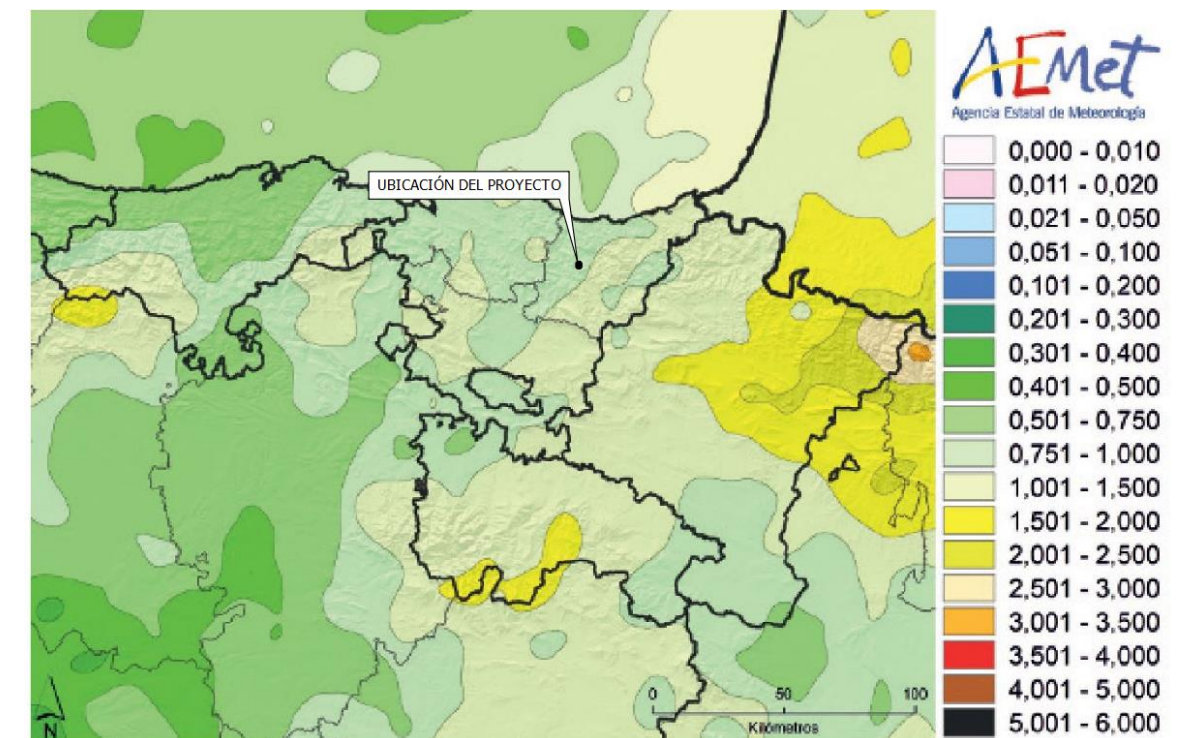 UBICACIÓN DEL PROYECTO
AEMet
Agencia Estatal de Meteorología
0,000 - 0,010
0,011 - 0,020
0,021 - 0,050
0,051 - 0,100
0,101 - 0,200
0,201 - 0,300
0,301 - 0,400
0,401 - 0,500
0,501 - 0,750
0,751 - 1,000
1,001 - 1,500
1,501 - 2,000
2,001 - 2,500
2,501 - 3,000
3,001 - 3,500
3,501 - 4,000
4,001 - 5,000
5,001 - 6,000
0 50 100
Kilómetros
N